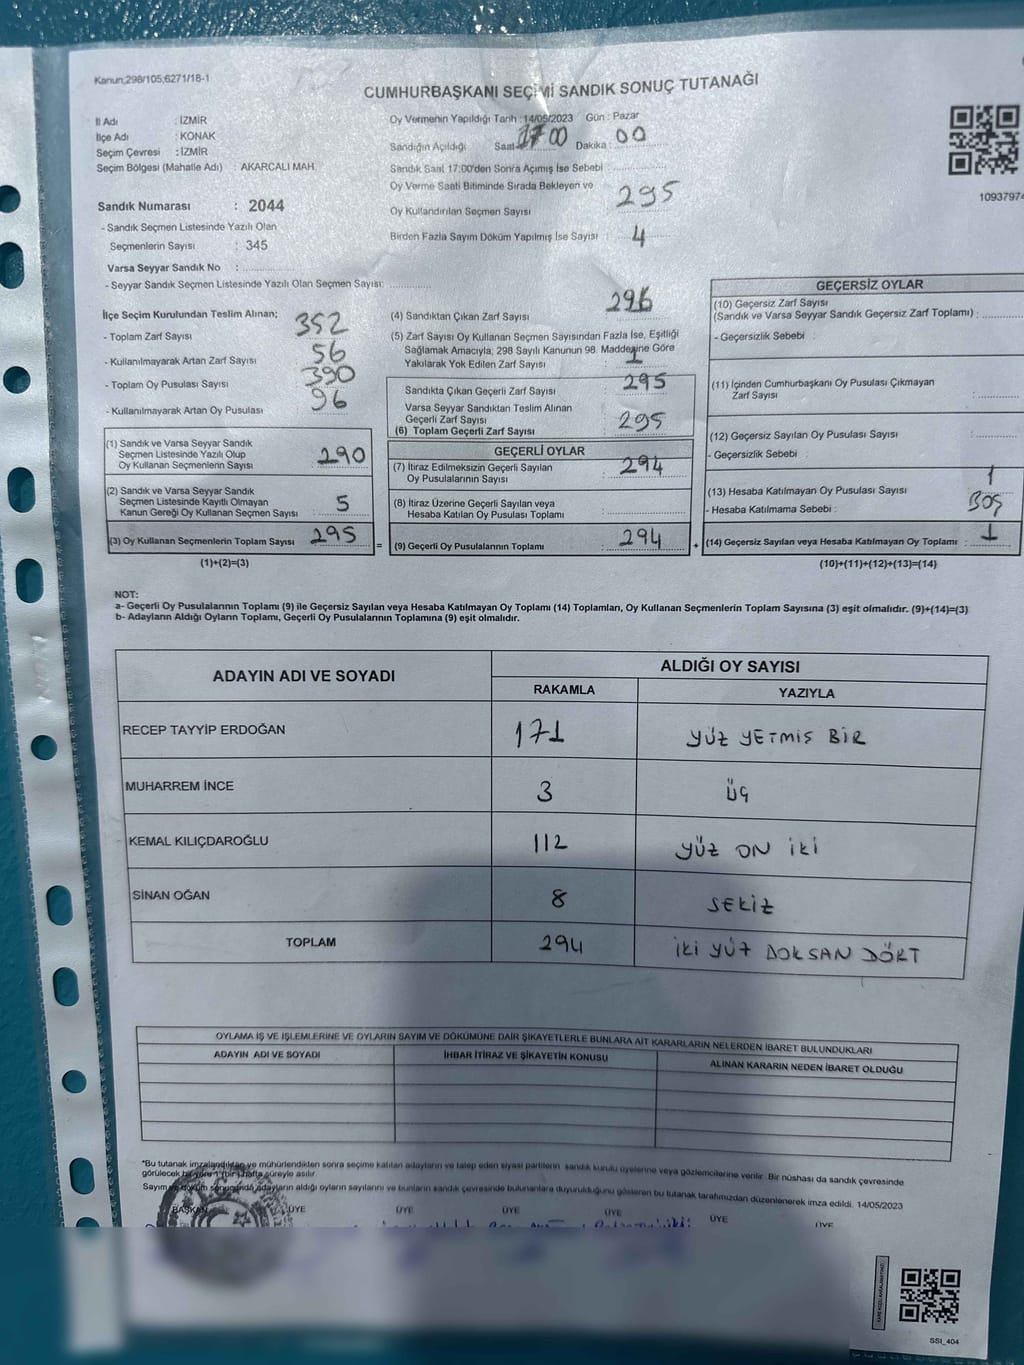 Kanun;298/105;6271/18-1
CUMHURBAŞKANI SEÇİMİ SANDIK SONUÇ TUTANAĞI
İl Adı : İZMİR
İlçe Adı : KONAK
Seçim Çevresi : İZMİR
Seçim Bölgesi (Mahalle Adı) : AKARCALI MAH.
Oy Vermenin Yapıldığı Tarih : 14/05/2023 Gün : Pazar
Sandığın Açıldığı Saat 17 00 Dakika 00
Sandık Saat 17:00'den Sonra Açımış İse Sebebi :
Oy Verme Saati Bitiminde Sırada Bekleyen ve
Oy Kullandırılan Seçmen Sayısı : 295
Birden Fazla Sayım Döküm Yapılmış İse Sayısı : 4
1093797
Sandık Numarası : 2044
- Sandık Seçmen Listesinde Yazılı Olan
Seçmenlerin Sayısı : 345
Varsa Seyyar Sandık No :
- Seyyar Sandık Seçmen Listesinde Yazılı Olan Seçmen Sayısı:
İlçe Seçim Kurulundan Teslim Alınan;
- Toplam Zarf Sayısı : 352
- Kullanılmayarak Artan Zarf Sayısı : 56
- Toplam Oy Pusulası Sayısı : 390
- Kullanılmayarak Artan Oy Pusulası : 96
(1) Sandık ve Varsa Seyyar Sandık
Seçmen Listesinde Yazılı Olup
Oy Kullanan Seçmenlerin Sayısı : 290
(2) Sandık ve Varsa Seyyar Sandık
Seçmen Listesinde Kayıtlı Olmayan
Kanun Gereği Oy Kullanan Seçmen Sayısı : 5
(3) Oy Kullanan Seçmenlerin Toplam Sayısı : 295
(1)+(2)=(3)
(4) Sandıktan Çıkan Zarf Sayısı : 296
(5) Zarf Sayısı Oy Kullanan Seçmen Sayısından Fazla İse, Eşitliği
Sağlamak Amacıyla; 298 Sayılı Kanunun 98. Maddesine Göre
Yakılarak Yok Edilen Zarf Sayısı : 1
Sandıkta Çıkan Geçerli Zarf Sayısı : 295
Varsa Seyyar Sandıktan Teslim Alınan
Geçerli Zarf Sayısı :
(6) Toplam Geçerli Zarf Sayısı : 295
GEÇERLİ OYLAR
(7) İtiraz Edilmeksizin Geçerli Sayılan
Oy Pusulalarının Sayısı : 294
(8) İtiraz Üzerine Geçerli Sayılan veya
Hesaba Katılan Oy Pusulası Toplamı :
= (9) Geçerli Oy Pusulalarının Toplamı : 294
GEÇERSİZ OYLAR
(10) Geçersiz Zarf Sayısı
(Sandık ve Varsa Seyyar Sandık Geçersiz Zarf Toplamı) :
- Geçersizlik Sebebi :
(11) İçinden Cumhurbaşkanı Oy Pusulası Çıkmayan
Zarf Sayısı :
(12) Geçersiz Sayılan Oy Pusulası Sayısı :
- Geçersizlik Sebebi :
(13) Hesaba Katılmayan Oy Pusulası Sayısı : 1
- Hesaba Katılmama Sebebi : Boş
+ (14) Geçersiz Sayılan veya Hesaba Katılmayan Oy Toplamı : 1
(10)+(11)+(12)+(13)=(14)
NOT:
a- Geçerli Oy Pusulalarının Toplamı (9) ile Geçersiz Sayılan veya Hesaba Katılmayan Oy Toplamı (14) Toplamları, Oy Kullanan Seçmenlerin Toplam Sayısına (3) eşit olmalıdır. (9)+(14)=(3)
b- Adayların Aldığı Oyların Toplamı, Geçerli Oy Pusulalarının Toplamına (9) eşit olmalıdır.
ADAYIN ADI VE SOYADI ALDIĞI OY SAYISI
RAKAMLA YAZIYLA
RECEP TAYYİP ERDOĞAN 171 YÜZ YETMİŞ BİR
MUHARREM İNCE 3 ÜÇ
KEMAL KILIÇDAROĞLU 112 YÜZ ON İKİ
SİNAN OĞAN 8 SEKİZ
TOPLAM 294 İKİ YÜZ DOKSAN DÖRT
OYLAMA İŞ VE İŞLEMLERİNE VE OYLARIN SAYIM VE DÖKÜMÜNE DAİR ŞİKAYETLERLE BUNLARA AİT KARARLARIN NELERDEN İBARET BULUNDUKLARI
ADAYIN ADI VE SOYADI İHBAR İTİRAZ VE ŞİKAYETİN KONUSU ALINAN KARARIN NEDEN İBARET OLDUĞU
*Bu tutanak imzalandıktan ve mühürlendikten sonra seçime katılan adayların ve talep eden siyasi partilerin sandık kurulu üyelerine veya gözlemcilerine verilir. Bir nüshası da sandık çevresinde
görülecek bir yere 1 (bir) hafta süreyle asılır.
Sayım ve döküm sonucunda adayların aldığı oyların sayılarını ve bunların sandık çevresinde bulunanlara duyurulduğunu gösteren bu tutanak tarafımızdan düzenlenerek imza edildi. 14/05/2023
BAŞKAN ÜYE ÜYE ÜYE ÜYE ÜYE ÜYE
SSI_404